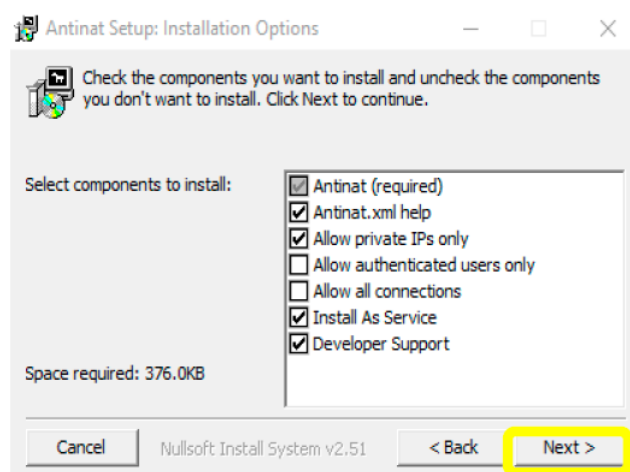 Antinat Setup: Installation Options
Check the components you want to install and uncheck the components
you don't want to install. Click Next to continue.
Select components to install:
Antinat (required)
Antinat.xml help
Allow private IPs only
Allow authenticated users only
Allow all connections
Install As Service
Developer Support
Space required: 376.0KB
Cancel
Nullsoft Install System v2.51
< Back
Next >